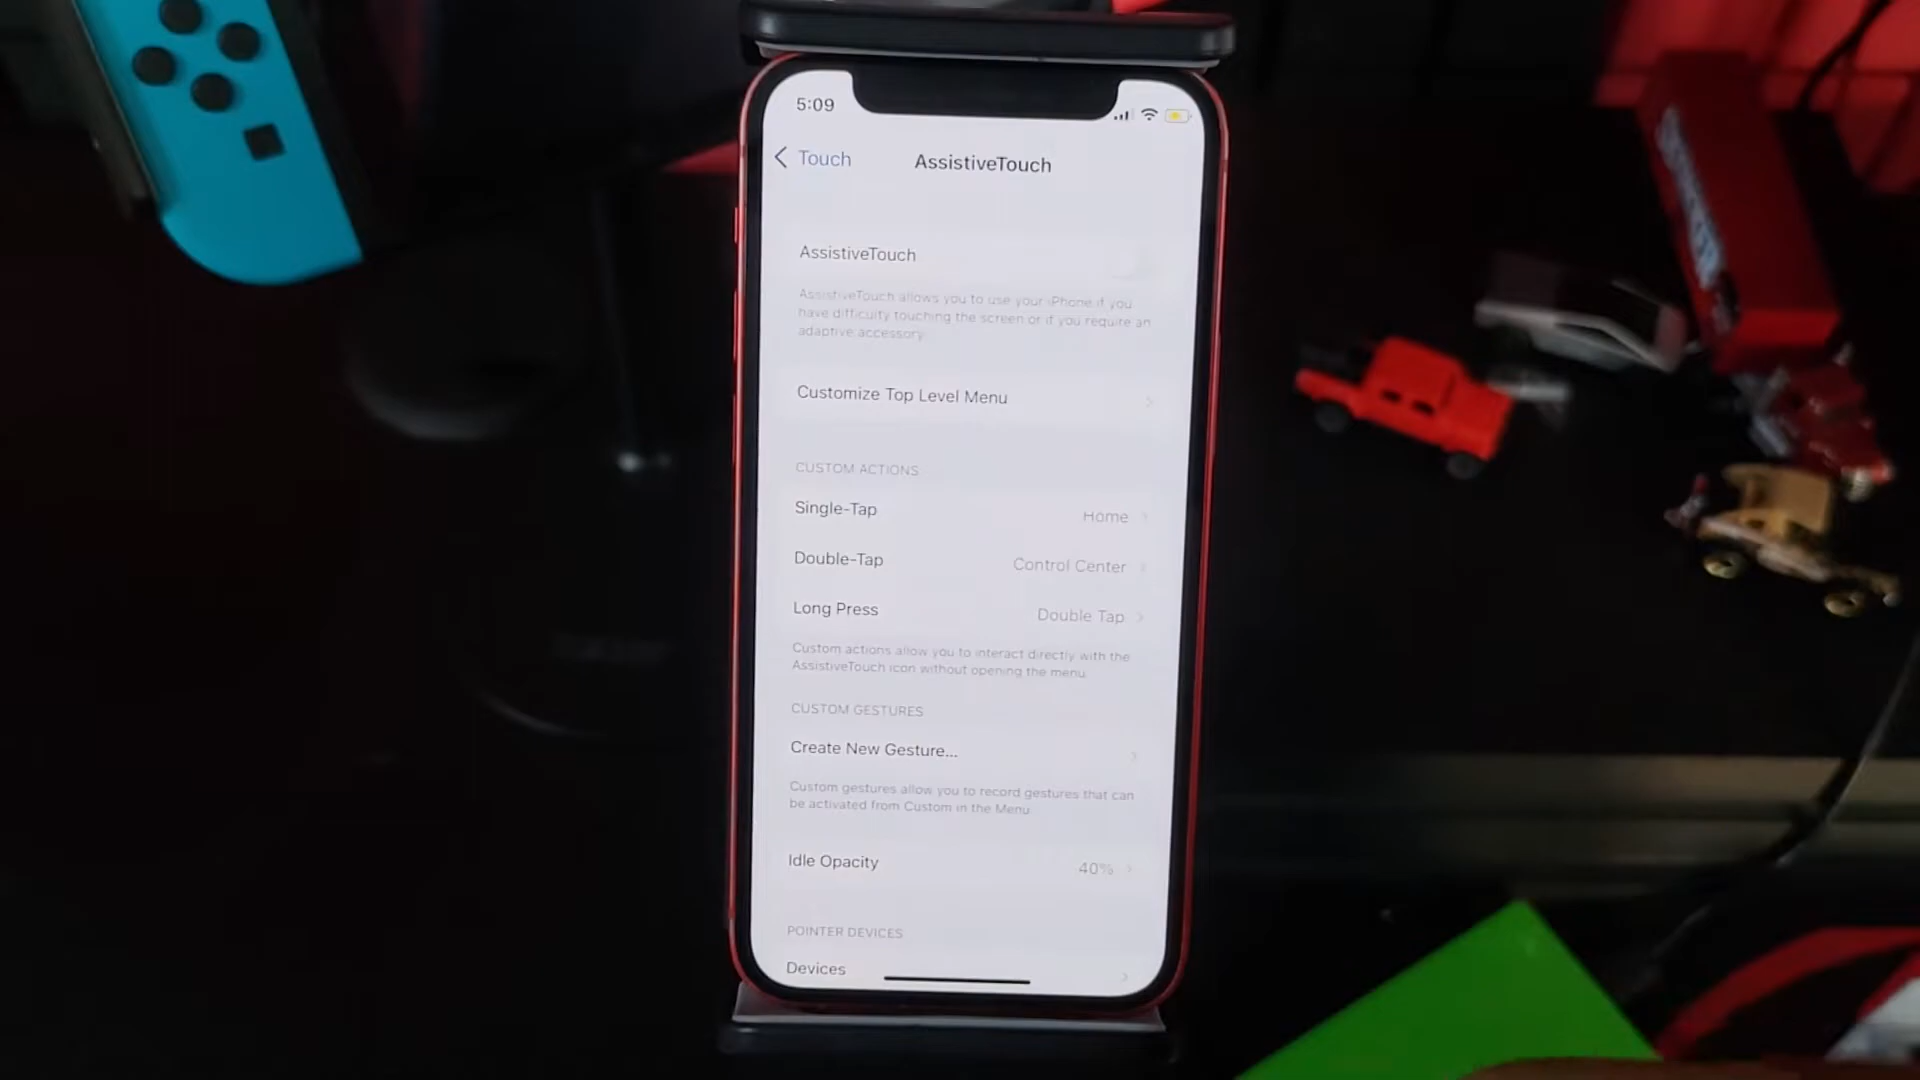 5:09
Touch
AssistiveTouch
AssistiveTouch
AssistiveTouch allows you to use your iPhone if you
have difficulty touching the screen or if you require an
adaptive accessory.
Customize Top Level Menu
CUSTOM ACTIONS
Single-Tap Home
Double-Tap Control Center
Long Press Double Tap
Custom actions allow you to interact directly with the
AssistiveTouch icon without opening the menu.
CUSTOM GESTURES
Create New Gesture...
Custom gestures allow you to record gestures that can
be activated from Custom in the Menu.
Idle Opacity 40%
POINTER DEVICES
Devices